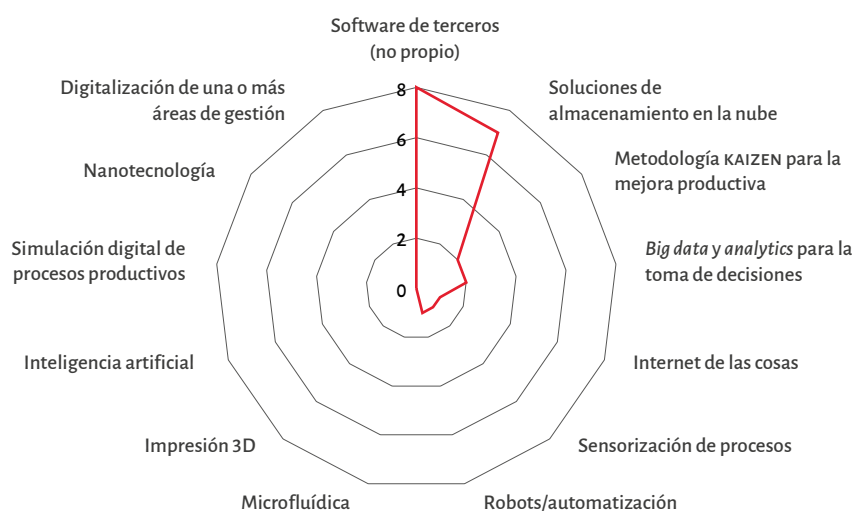 Software de terceros
(no propio)
Digitalización de una o más
áreas de gestión
Soluciones de
almacenamiento en la nube
Nanotecnología
Metodología KAIZEN para la
mejora productiva
Simulación digital de
procesos productivos
Big data y analytics para la
toma de decisiones
Inteligencia artificial
Internet de las cosas
Impresión 3D
Sensorización de procesos
Microfluídica
Robots/automatización
8
6
4
2
0